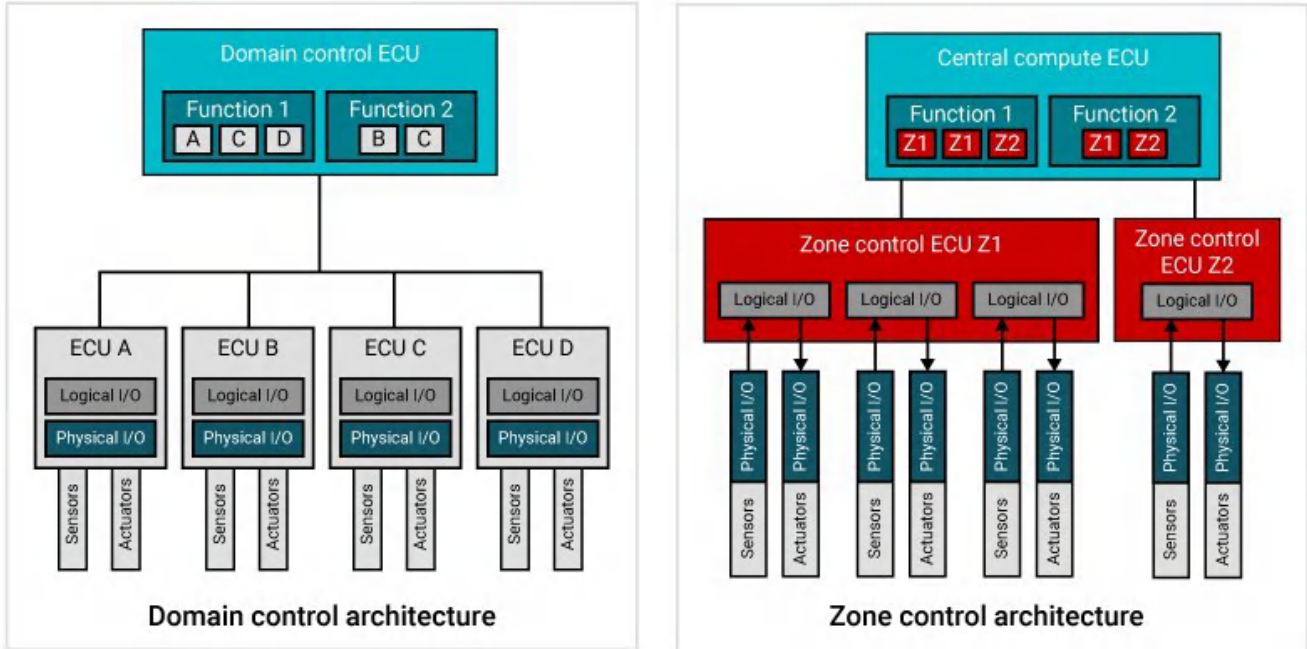 Domain control ECU
Function 1
A C D
Function 2
B C
ECU A
Logical I/O
Physical I/O
Sensors
Actuators
ECU B
Logical I/O
Physical I/O
Sensors
Actuators
ECU C
Logical I/O
Physical I/O
Sensors
Actuators
ECU D
Logical I/O
Physical I/O
Sensors
Actuators
Domain control architecture
Central compute ECU
Function 1
Z1 Z1 Z2
Function 2
Z1 Z2
Zone control ECU Z1
Logical I/O
Physical I/O
Sensors
Physical I/O
Actuators
Logical I/O
Physical I/O
Sensors
Physical I/O
Actuators
Logical I/O
Physical I/O
Sensors
Physical I/O
Actuators
Zone control
ECU Z2
Logical I/O
Physical I/O
Sensors
Physical I/O
Actuators
Zone control architecture